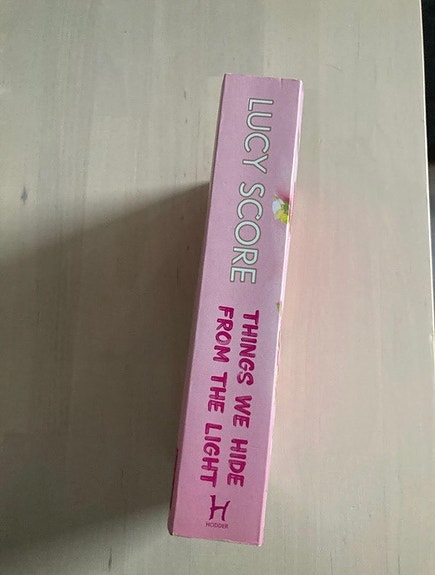 LUCY SCORE
THINGS WE HIDE
FROM THE LIGHT
H
HODDER